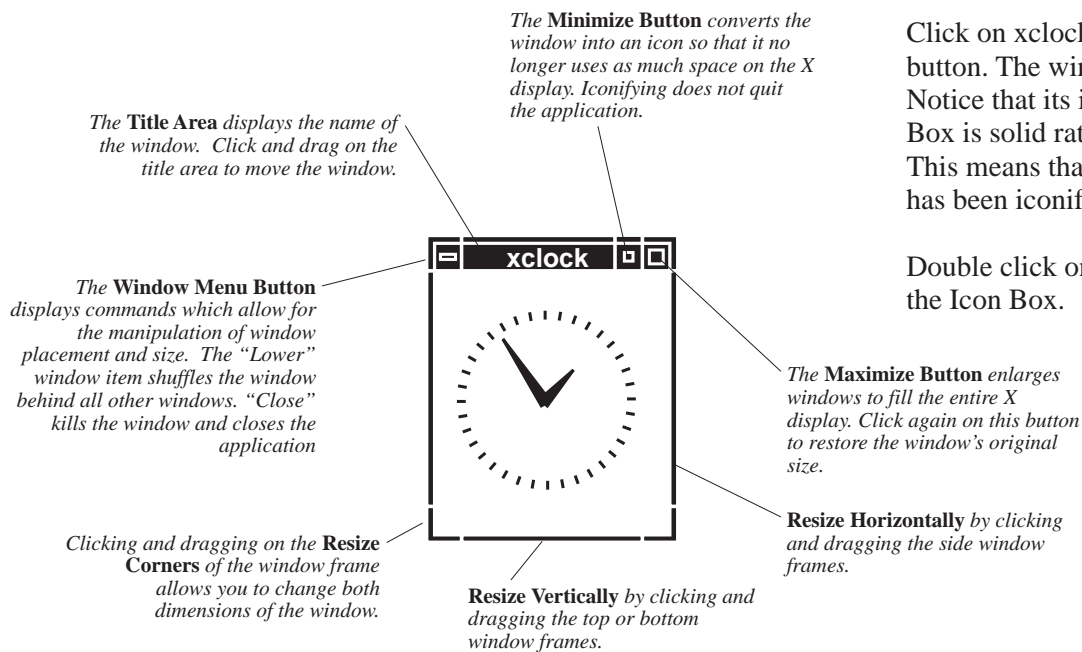 The Minimize Button converts the
window into an icon so that it no
longer uses as much space on the X
display. Iconifying does not quit
the application.
The Title Area displays the name of
the window. Click and drag on the
title area to move the window.
xclock
The Window Menu Button
displays commands which allow for
the manipulation of window
placement and size. The “Lower”
window item shuffles the window
behind all other windows. “Close”
kills the window and closes the
application
Clicking and dragging on the Resize
Corners of the window frame
allows you to change both
dimensions of the window.
Resize Vertically by clicking and
dragging the top or bottom
window frames.
The Maximize Button enlarges
windows to fill the entire X
display. Click again on this button
to restore the window’s original
size.
Resize Horizontally by clicking
and dragging the side window
frames.
Click on xclock
button. The win
Notice that its i
Box is solid rat
This means tha
has been iconif
Double click on
the Icon Box.